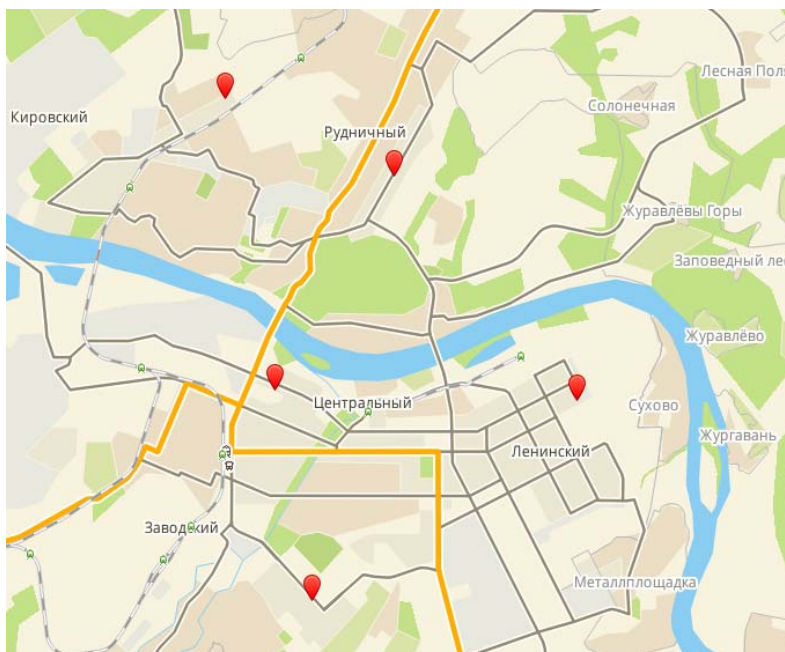 Лесная Поля
Солонечная
Кировский
Рудничный
Журавлёвы Горы
Заповедный лес
Журавлёво
Центральный
Сухово
Жургавань
Ленинский
Заводский
Металлплощадка